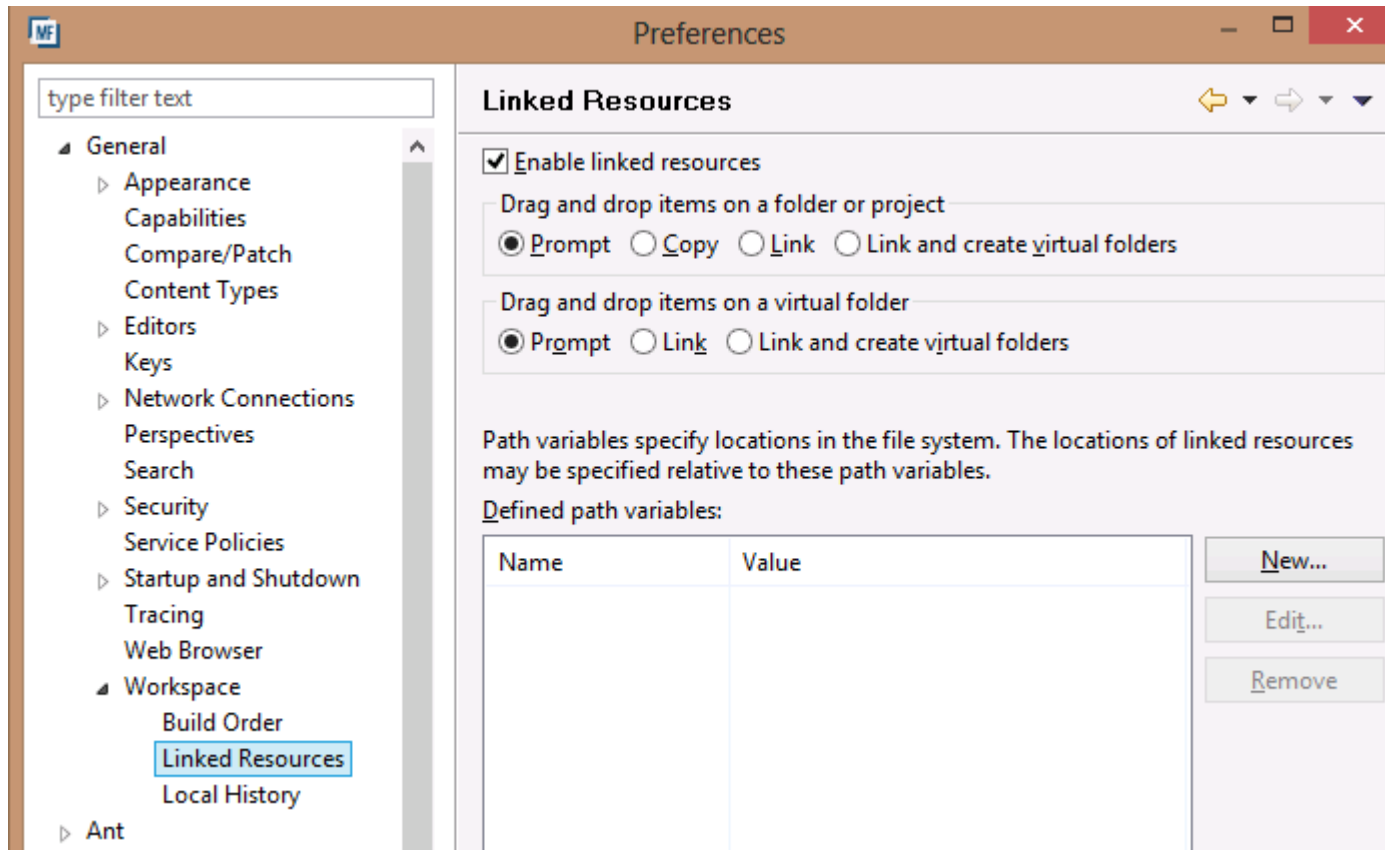 MF
Preferences
type filter text
General
Appearance
Capabilities
Compare/Patch
Content Types
Editors
Keys
Network Connections
Perspectives
Search
Security
Service Policies
Startup and Shutdown
Tracing
Web Browser
Workspace
Build Order
Linked Resources
Local History
Ant
Linked Resources
Enable linked resources
Drag and drop items on a folder or project
Prompt Copy Link Link and create virtual folders
Drag and drop items on a virtual folder
Prompt Link Link and create virtual folders
Path variables specify locations in the file system. The locations of linked resources
may be specified relative to these path variables.
Defined path variables:
Name Value
New...
Edit...
Remove